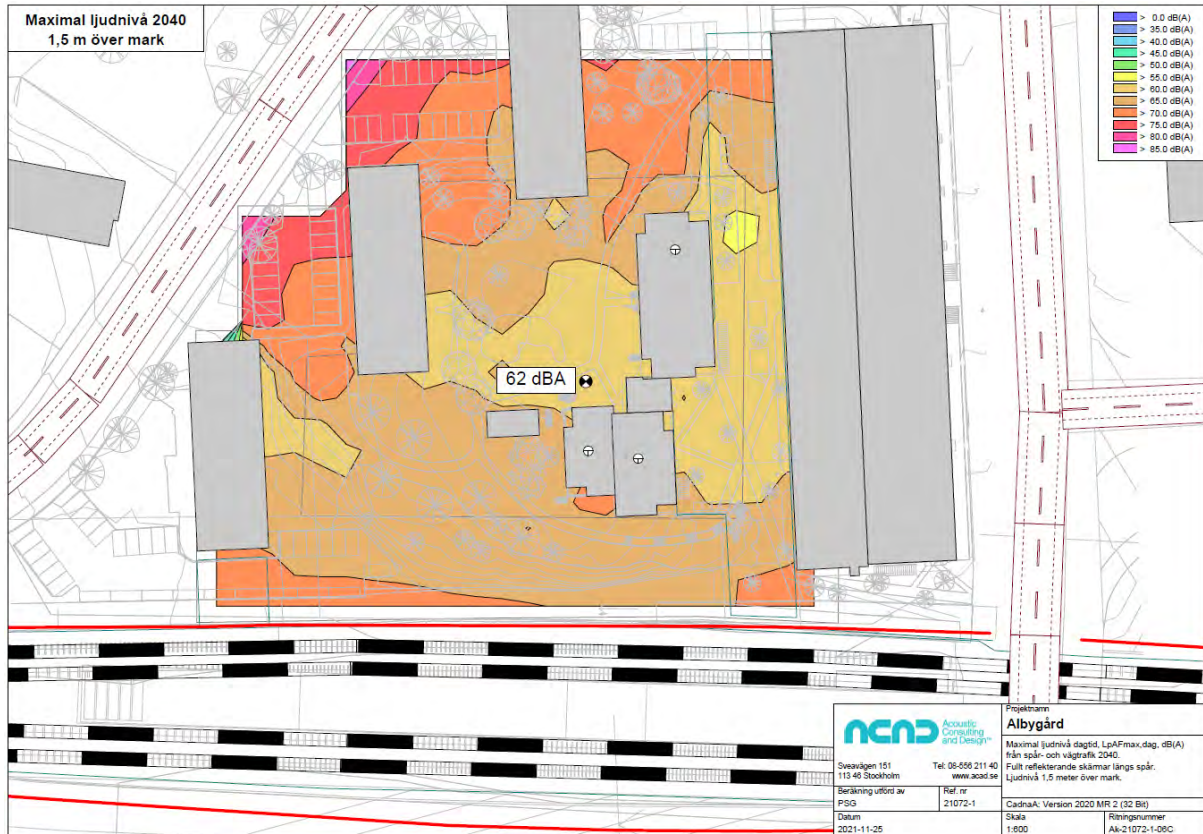 Maximal ljudnivå 2040
1,5 m över mark
> 0.0 dB(A)
> 35.0 dB(A)
> 40.0 dB(A)
> 45.0 dB(A)
> 50.0 dB(A)
> 55.0 dB(A)
> 60.0 dB(A)
> 65.0 dB(A)
> 70.0 dB(A)
> 75.0 dB(A)
> 80.0 dB(A)
> 85.0 dB(A)
62 dBA
ACAD Acoustic
Consulting
and Design™
Sveavägen 151 Tel: 08-556 211 40
113 46 Stockholm www.acad.se
Beräkning utförd av
PSG
Ref. nr
21072-1
Datum
2021-11-25
Projektnamn
Albygård
Maximal ljudnivå dagtid, LpAFmax,dag, dB(A)
från spår- och vägtrafik 2040.
Fullt reflekterande skärmar längs spår.
Ljudnivå 1,5 meter över mark.
CadnaA: Version 2020 MR 2 (32 Bit)
Skala
1:600
Ritningsnummer
Ak-21072-1-06C